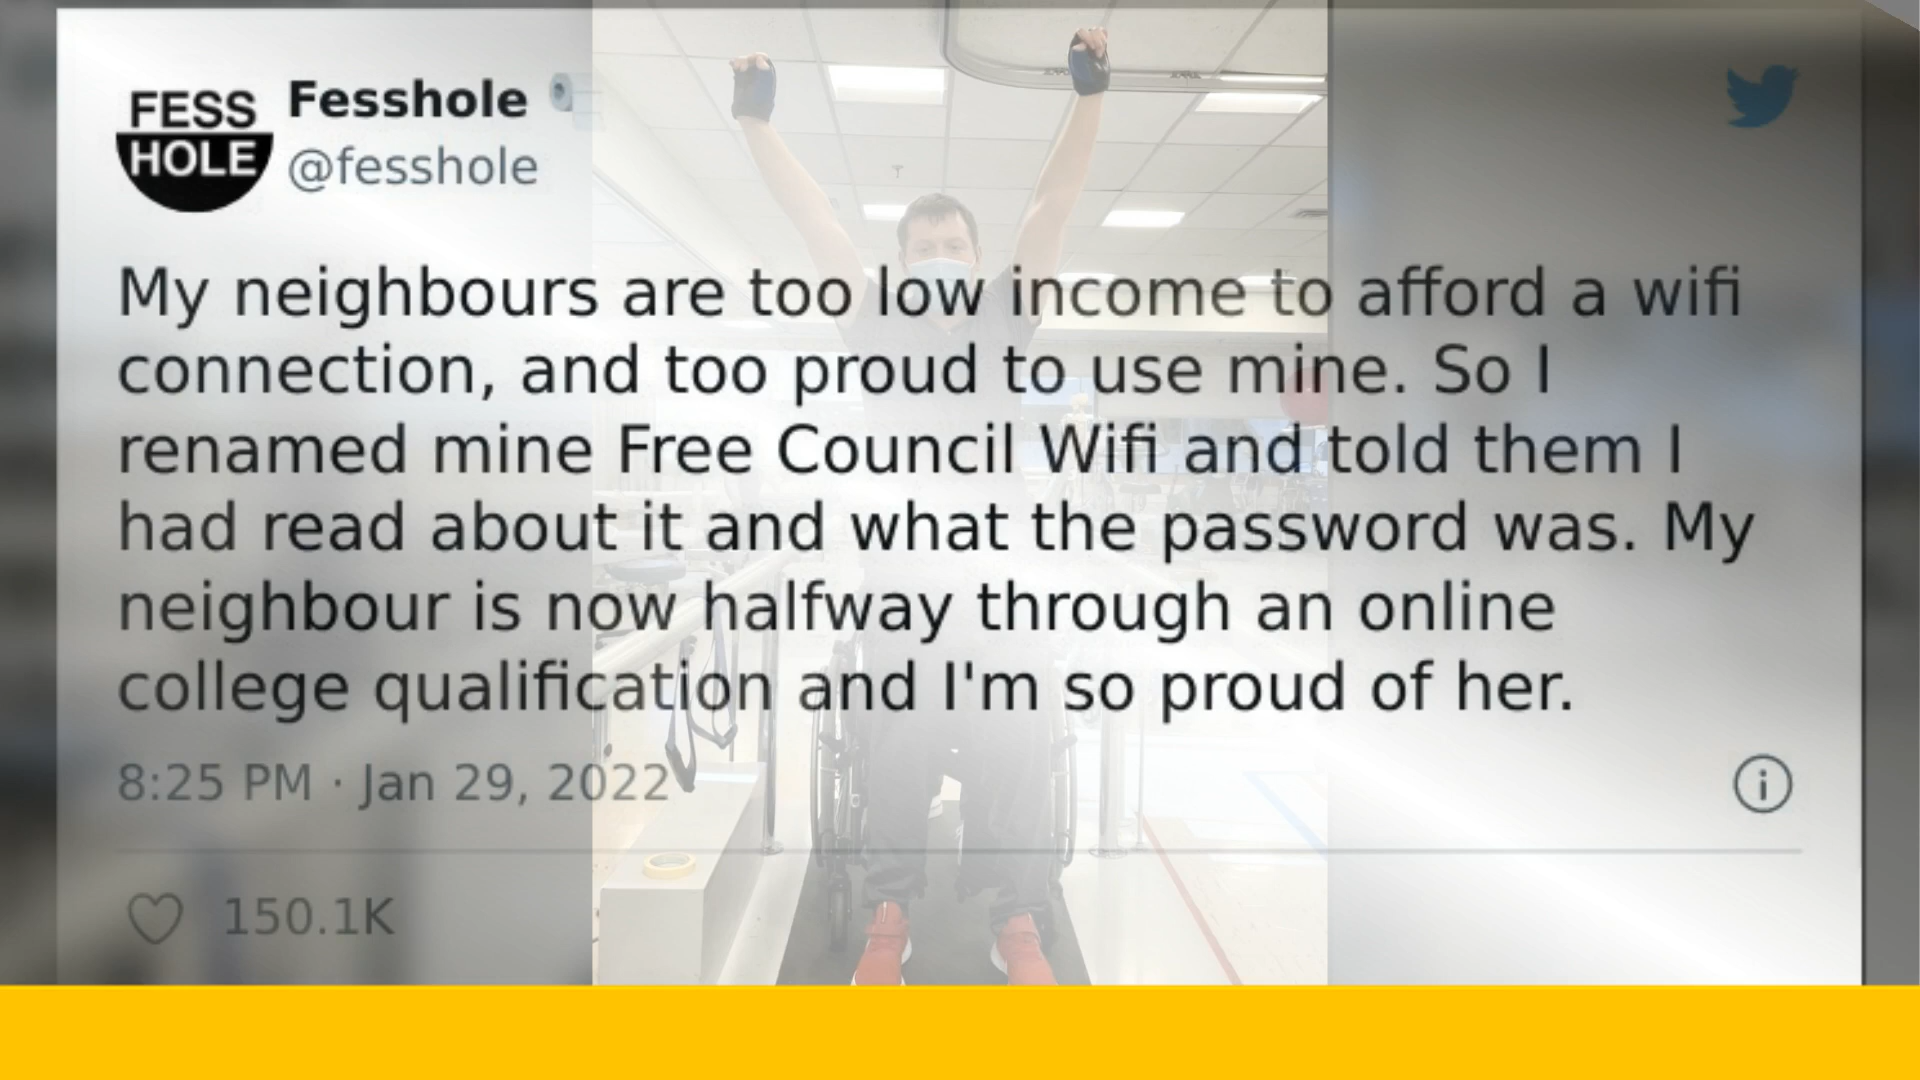 FESS
HOLE
Fesshole
@fesshole
My neighbours are too low income to afford a wifi
connection, and too proud to use mine. So I
renamed mine Free Council Wifi and told them I
had read about it and what the password was. My
neighbour is now halfway through an online
college qualification and I'm so proud of her.
8:25 PM · Jan 29, 2022
150.1K